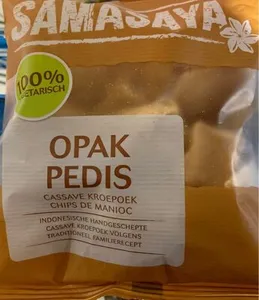 SAMASAYA
100%
OPAK
PEDIS
CASSAVE KROEPOEK
CHIPS DE MANIOC
INDONESISCHE HANDGESCHEPTE
CASSAVE KROEPOEK VOLGENS
TRADITIONEEL FAMILIERECEPT